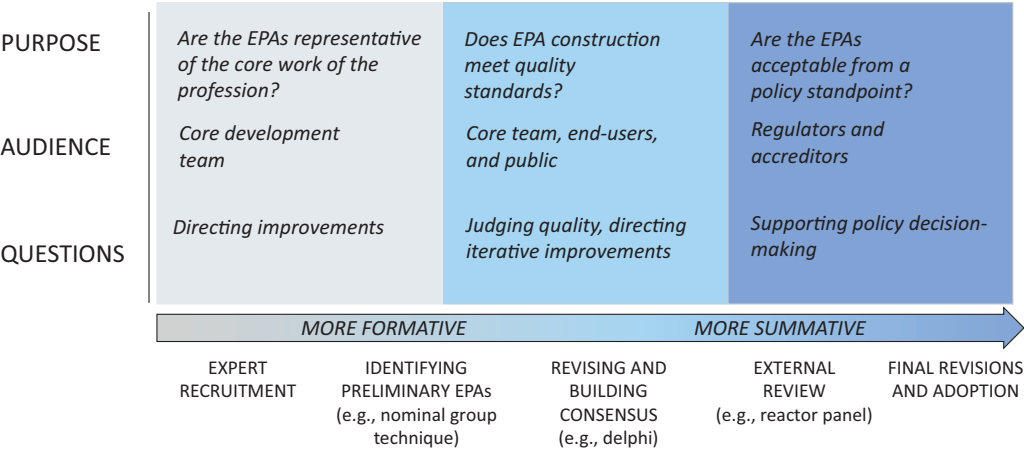 PURPOSE
Are the EPAs representative
of the core work of the
profession?
Does EPA construction
meet quality
standards?
Are the EPAs
acceptable from a
policy standpoint?
AUDIENCE
Core development
team
Core team, end-users,
and public
Regulators and
accreditors
QUESTIONS
Directing improvements
Judging quality, directing
iterative improvements
Supporting policy decision-
making
MORE FORMATIVE
MORE SUMMATIVE
EXPERT
RECRUITMENT
IDENTIFYING
PRELIMINARY EPAs
(e.g., nominal group
technique)
REVISING AND
BUILDING
CONSENSUS
(e.g., delphi)
EXTERNAL
REVIEW
(e.g., reactor panel)
FINAL REVISIONS
AND ADOPTION